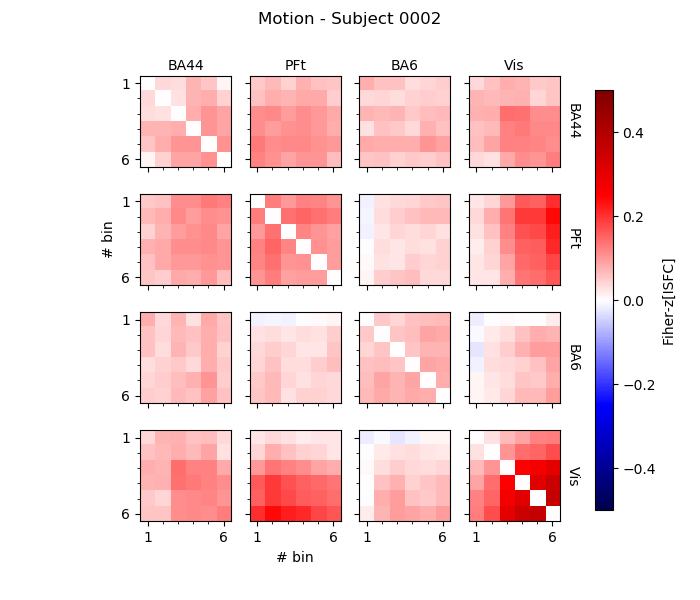 Motion - Subject 0002
BA44 PFt BA6 Vis
1
6
BA44
1
6
# bin
PFt
1
6
BA6
1
6
Vis
1 6 1 6 1 6 1 6
# bin
0.4
0.2
0.0
−0.2
−0.4
Fiher-z[ISFC]